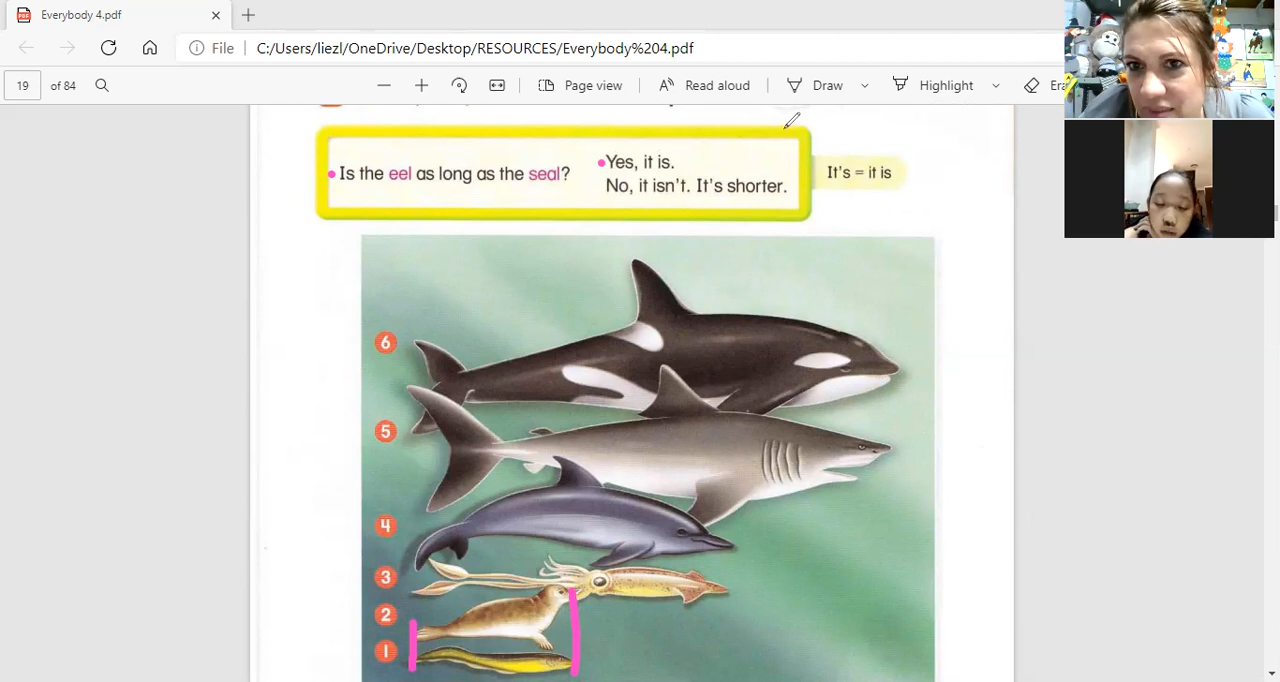 Everybody 4.pdf
File C:/Users/liezl/OneDrive/Desktop/RESOURCES/Everybody%204.pdf
19 of 84 Page view Read aloud Draw Highlight
Is the eel as long as the seal?
Yes, it is.
No, it isn't. It's shorter.
It's = it is
6
5
4
3
2
1